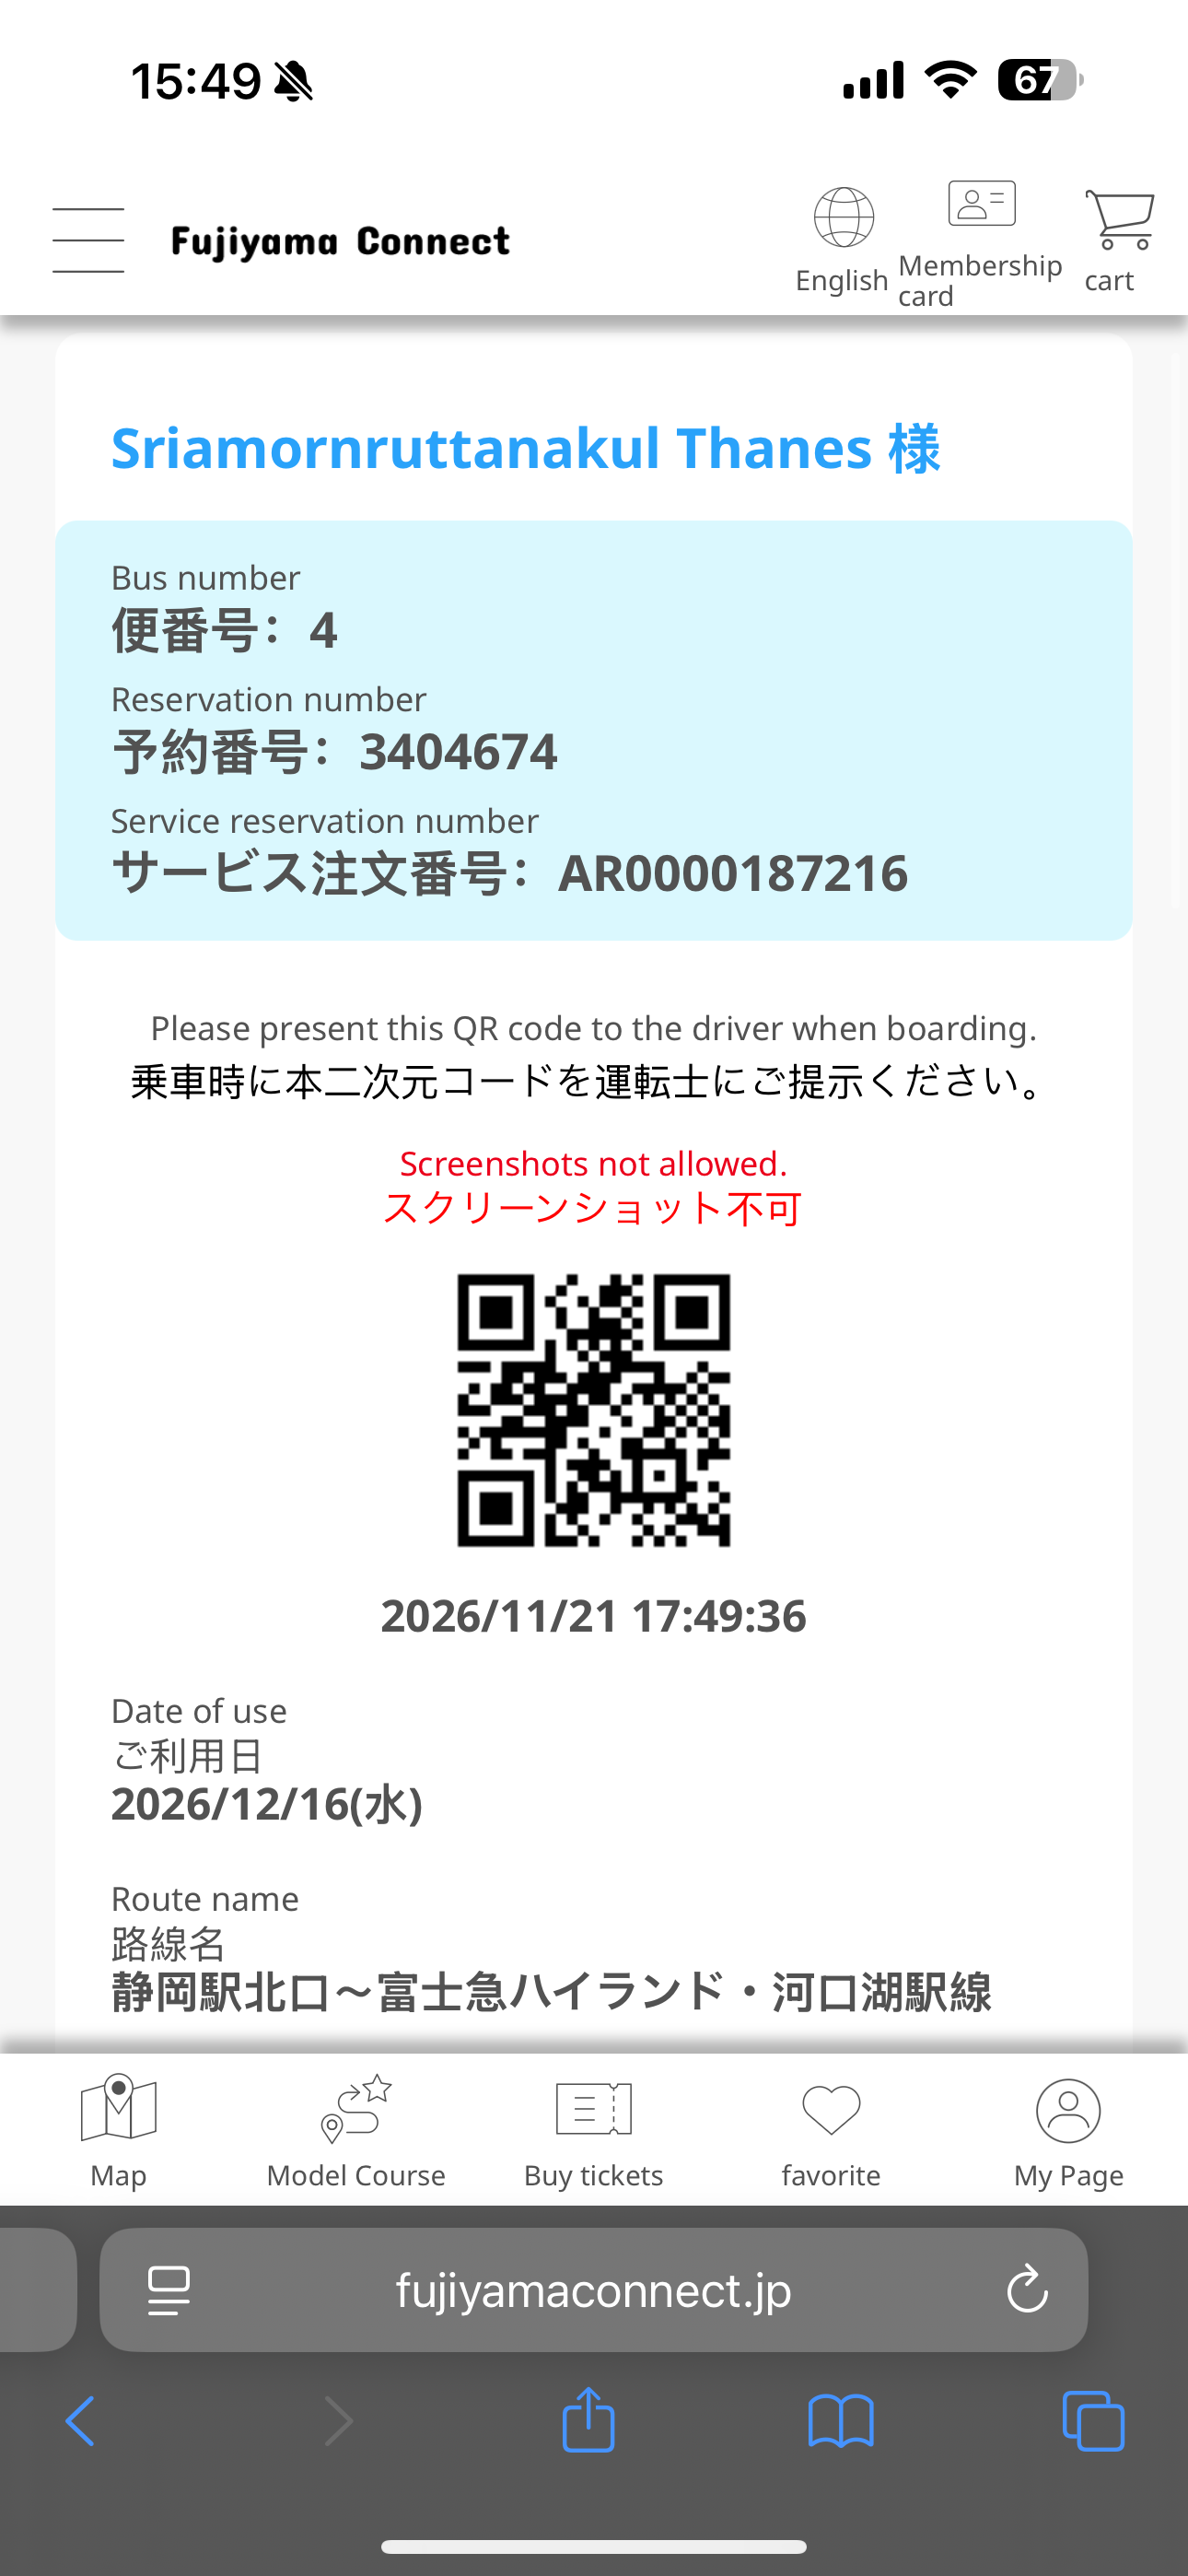 15:49
67
Fujiyama Connect
English
Membership
card
cart
Sriamornruttanakul Thanes 様
Bus number
便番号：4
Reservation number
予約番号：3404674
Service reservation number
サービス注文番号：AR0000187216
Please present this QR code to the driver when boarding.
乗車時に本二次元コードを運転士にご提示ください。
Screenshots not allowed.
スクリーンショット不可
2026/11/21 17:49:36
Date of use
ご利用日
2026/12/16(水)
Route name
路線名
静岡駅北口～富士急ハイランド・河口湖駅線
Map
Model Course
Buy tickets
favorite
My Page
fujiyamaconnect.jp